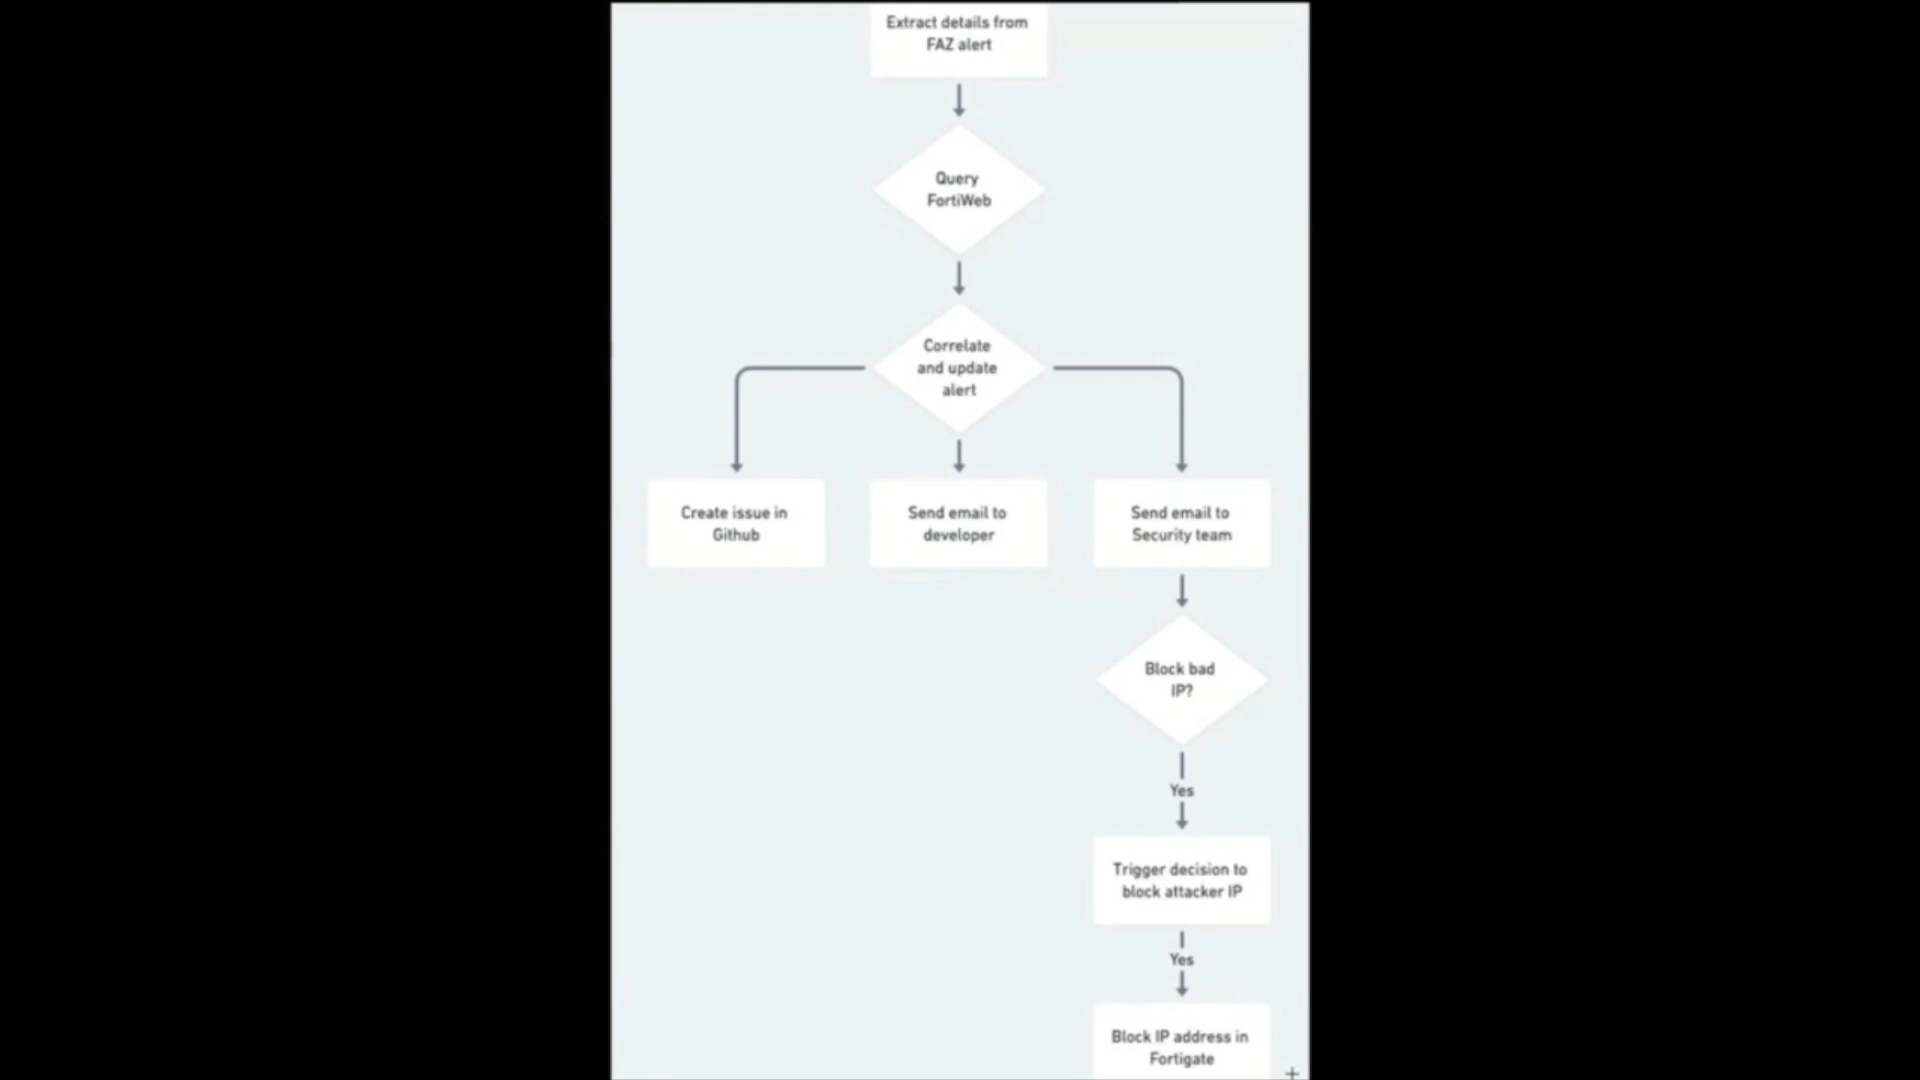 Extract details from
FAZ alert
Query
FortiWeb
Correlate
and update
alert
Create issue in
Github
Send email to
developer
Send email to
Security team
Block bad
IP?
Yes
Trigger decision to
block attacker IP
Yes
Block IP address in
Fortigate